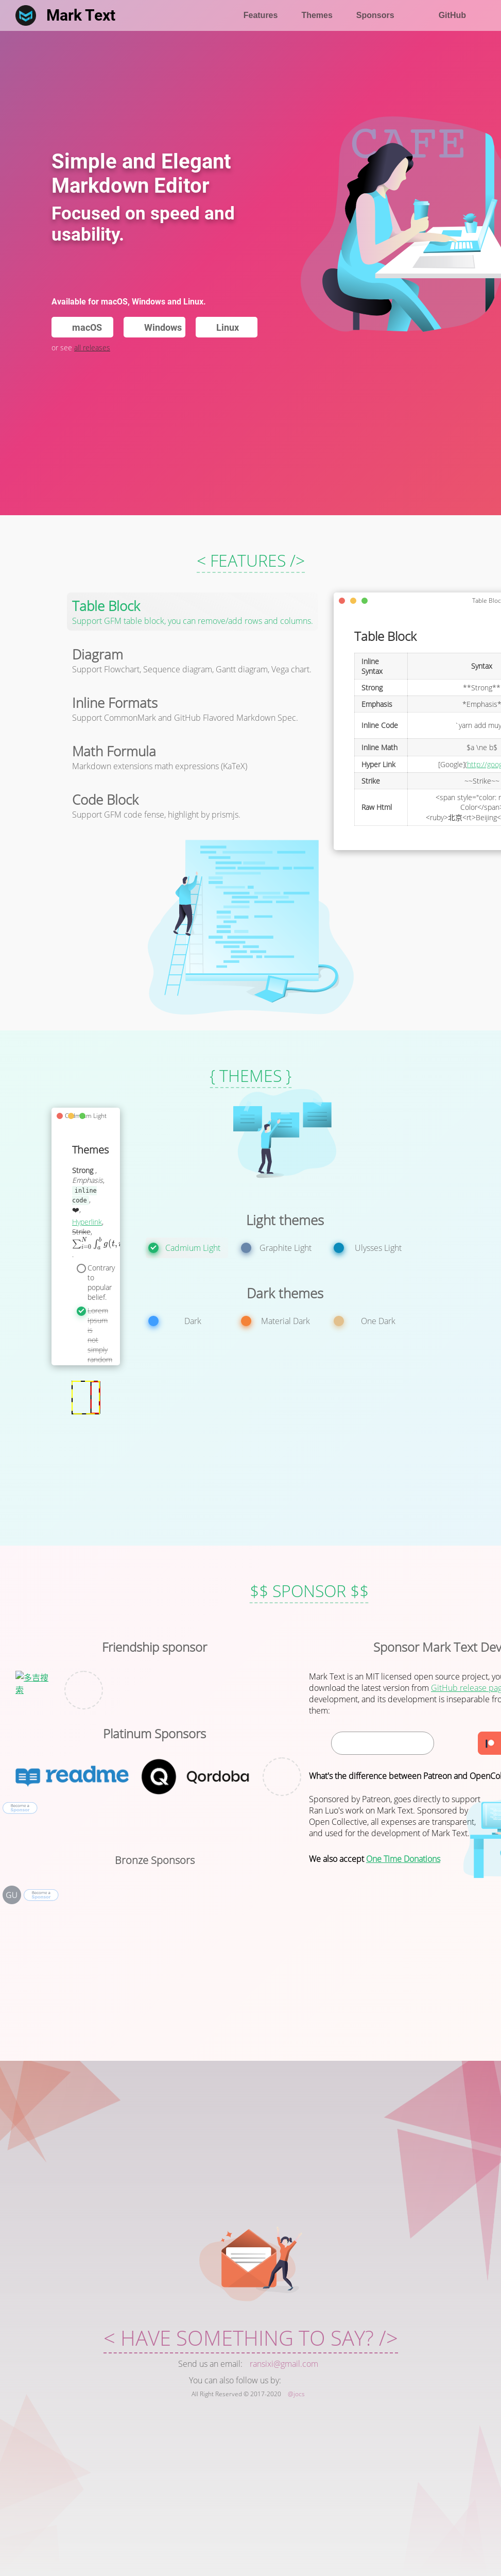 Mark Text
Features
Themes
Sponsors
GitHub
CAFE
Simple and Elegant
Markdown Editor
Focused on speed and
usability.
Available for macOS, Windows and Linux.
macOS
Windows
Linux
or see all releases
< FEATURES />
Table Block
Support GFM table block, you can remove/add rows and columns.
Diagram
Support Flowchart, Sequence diagram, Gantt diagram, Vega chart.
Inline Formats
Support CommonMark and GitHub Flavored Markdown Spec.
Math Formula
Markdown extensions math expressions (KaTeX)
Code Block
Support GFM code fense, highlight by prismjs.
Table Bloc
Table Block
Inline
Syntax
Syntax
Strong
**Strong**
Emphasis
*Emphasis*
Inline Code
`yarn add muy
Inline Math
$a \ne b$
Hyper Link
[Google](http://goog
Strike
~~Strike~~
Raw Html
<span style="color: r
Color</span>
<ruby>北京<rt>Beijing<
{ THEMES }
Cadmium Light
Themes
Strong ,
Emphasis,
inline
code ,
❤️,
Hyperlink,
Strike,
∑_{i=0}^{N} ∫_{a}^{b} g(t, i
.
Contrary
to
popular
belief.
Lorem
Ipsum
is
not
simply
random
Light themes
Cadmium Light
Graphite Light
Ulysses Light
Dark themes
Dark
Material Dark
One Dark
$$ SPONSOR $$
Friendship sponsor
多吉搜
索
Platinum Sponsors
readme
Qordoba
Become a
Sponsor
Bronze Sponsors
GU
Become a
Sponsor
Sponsor Mark Text Dev
Mark Text is an MIT licensed open source project, yo
download the latest version from GitHub release pag
development, and its development is inseparable fro
them:
What's the difference between Patreon and OpenCol
Sponsored by Patreon, goes directly to support
Ran Luo's work on Mark Text. Sponsored by
Open Collective, all expenses are transparent,
and used for the development of Mark Text.
We also accept One Time Donations
< HAVE SOMETHING TO SAY? />
Send us an email: ransixi@gmail.com
You can also follow us by:
All Right Reserved © 2017-2020 @Jocs